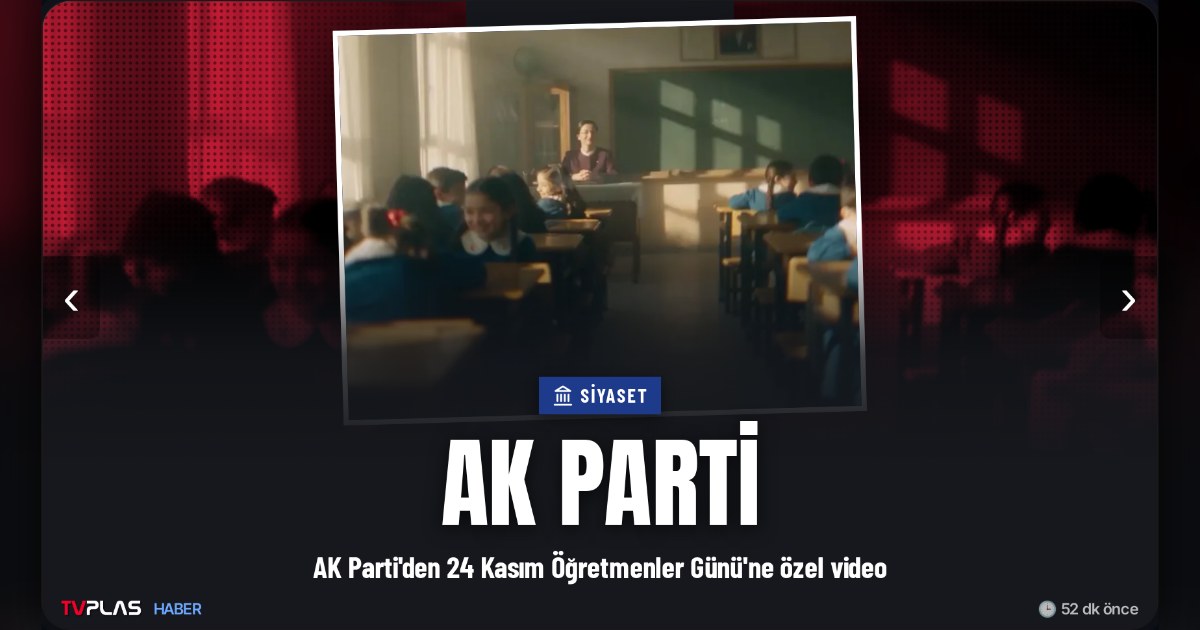 SİYASET
AK PARTİ
AK Parti'den 24 Kasım Öğretmenler Günü'ne özel video
TVPLAS HABER
52 dk önce